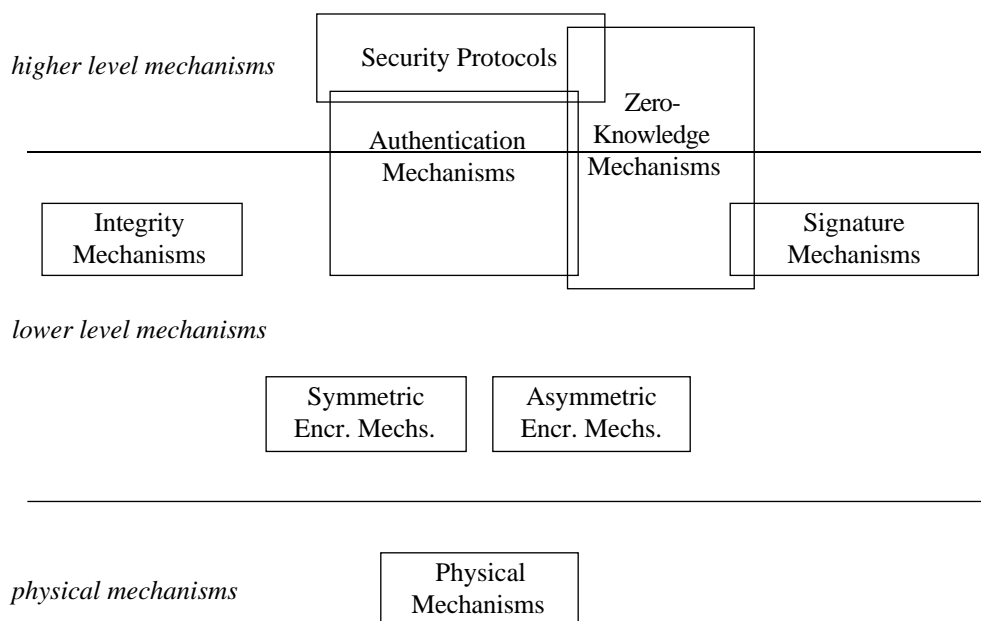 Security Protocols
higher level mechanisms
Zero-
Knowledge
Mechanisms
Authentication
Mechanisms
Integrity
Mechanisms
Signature
Mechanisms
lower level mechanisms
Symmetric
Encr. Mechs.
Asymmetric
Encr. Mechs.
physical mechanisms
Physical
Mechanisms